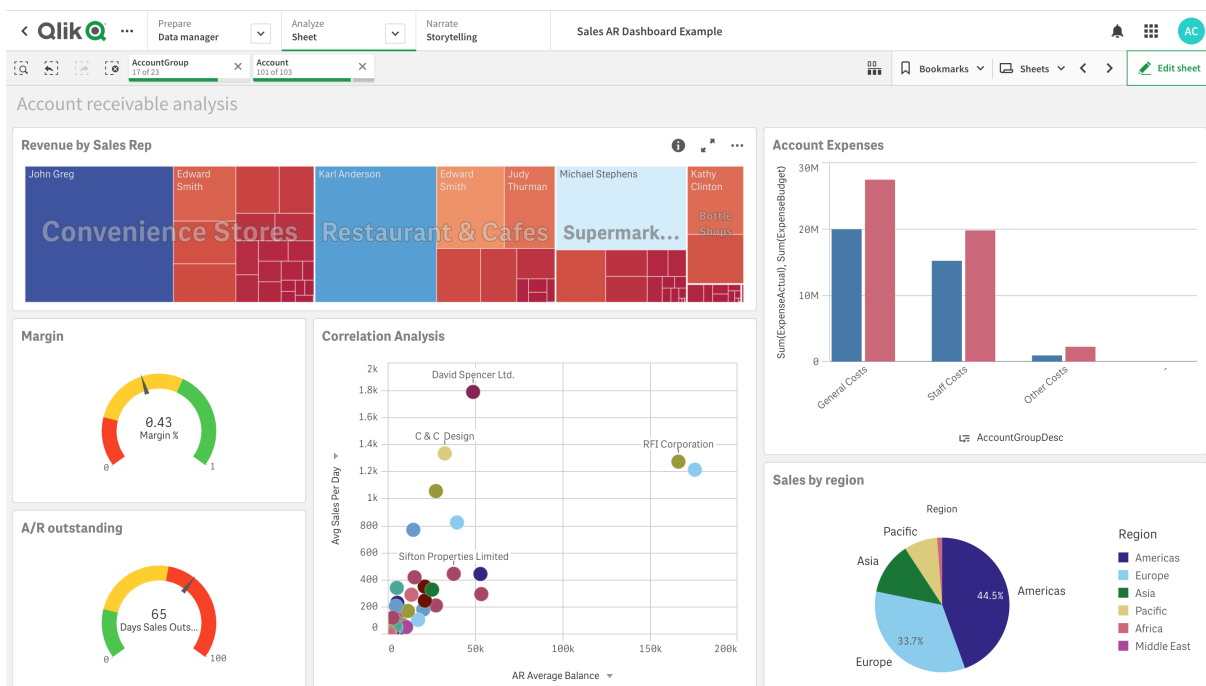 Qlik
Prepare
Data manager
Analyze
Sheet
Narrate
Storytelling
Sales AR Dashboard Example
AC
AccountGroup
17 of 23
Account
101 of 103
Bookmarks
Sheets
Edit sheet
Account receivable analysis
Revenue by Sales Rep
John Greg
Edward
Smith
Karl Anderson
Edward
Smith
Judy
Thurman
Michael Stephens
Kathy
Clinton
Convenience Stores
Restaurant & Cafes
Supermark...
Bottle
Shops
Account Expenses
Sum(ExpenseActual), Sum(ExpenseBudget)
30M
20M
10M
0
General Costs
Staff Costs
Other Costs
-
AccountGroupDesc
Margin
0.43
Margin %
0
1
A/R outstanding
65
Days Sales Outs...
0
100
Correlation Analysis
Avg Sales Per Day
2k
1.8k
1.6k
1.4k
1.2k
1k
800
600
400
200
0
David Spencer Ltd.
C & C Design
RFI Corporation
Sifton Properties Limited
0
50k
100k
150k
200k
AR Average Balance
Sales by region
Region
Pacific
Asia
Americas
Europe
44.5%
33.7%
Region
Americas
Europe
Asia
Pacific
Africa
Middle East